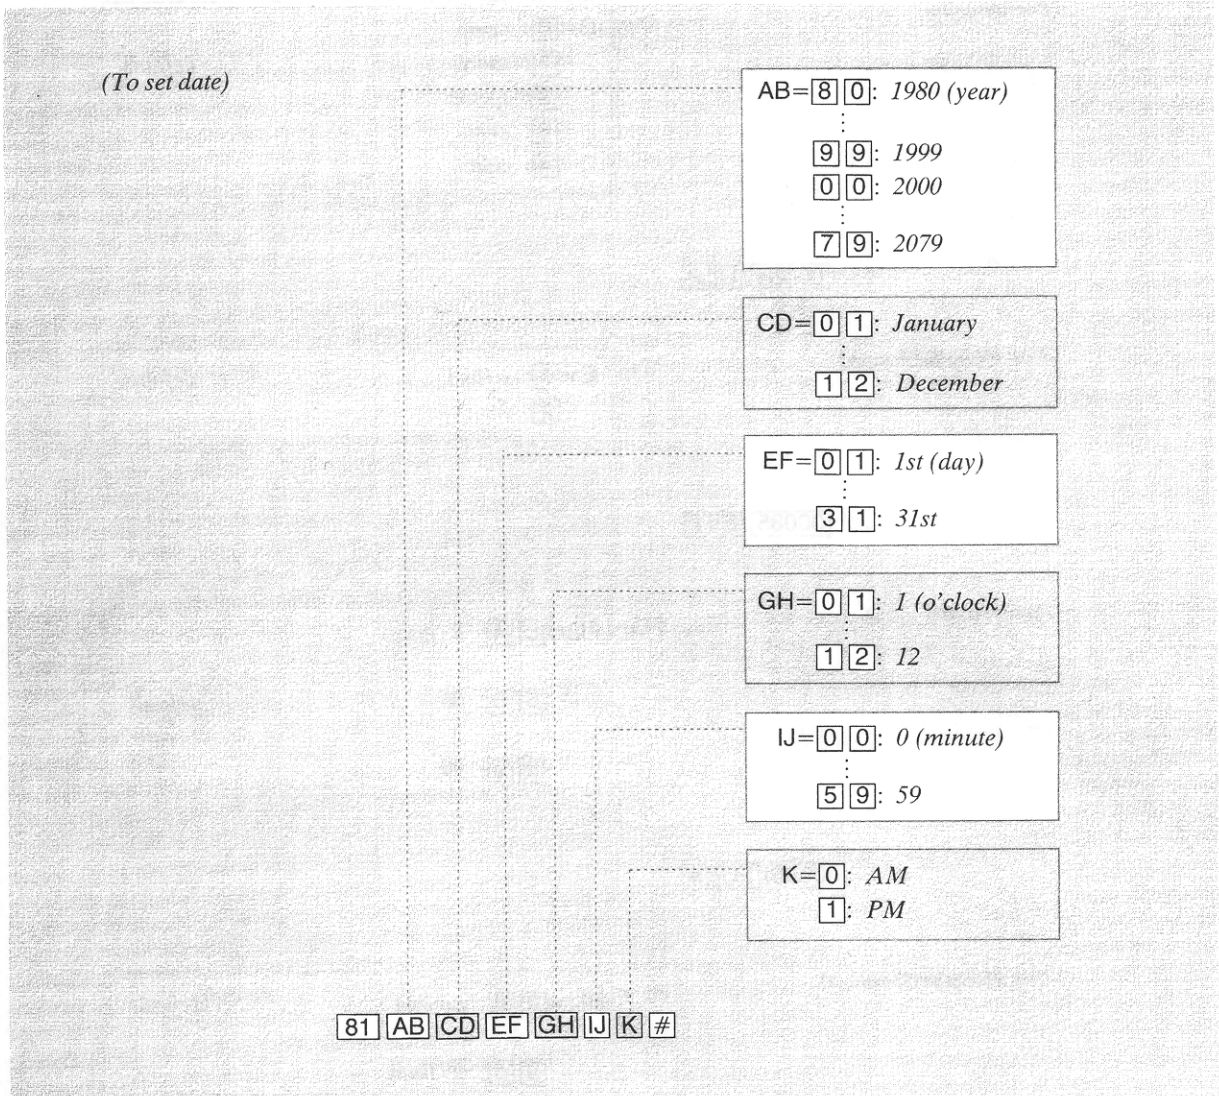 (To set date)
AB=80: 1980 (year)
⋮
99: 1999
00: 2000
⋮
79: 2079
CD=01: January
⋮
12: December
EF=01: 1st (day)
⋮
31: 31st
GH=01: 1 (o'clock)
⋮
12: 12
IJ=00: 0 (minute)
⋮
59: 59
K=0: AM
1: PM
81 AB CD EF GH IJ K #